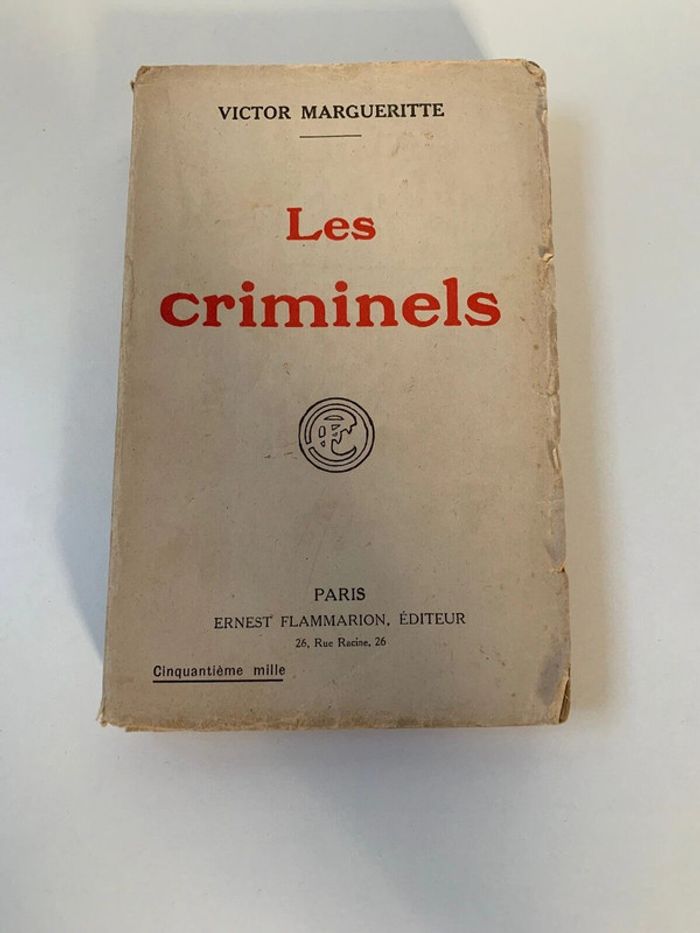 VICTOR MARGUERITTE
Les
criminels
PARIS
ERNEST FLAMMARION, ÉDITEUR
26, Rue Racine, 26
Cinquantième mille